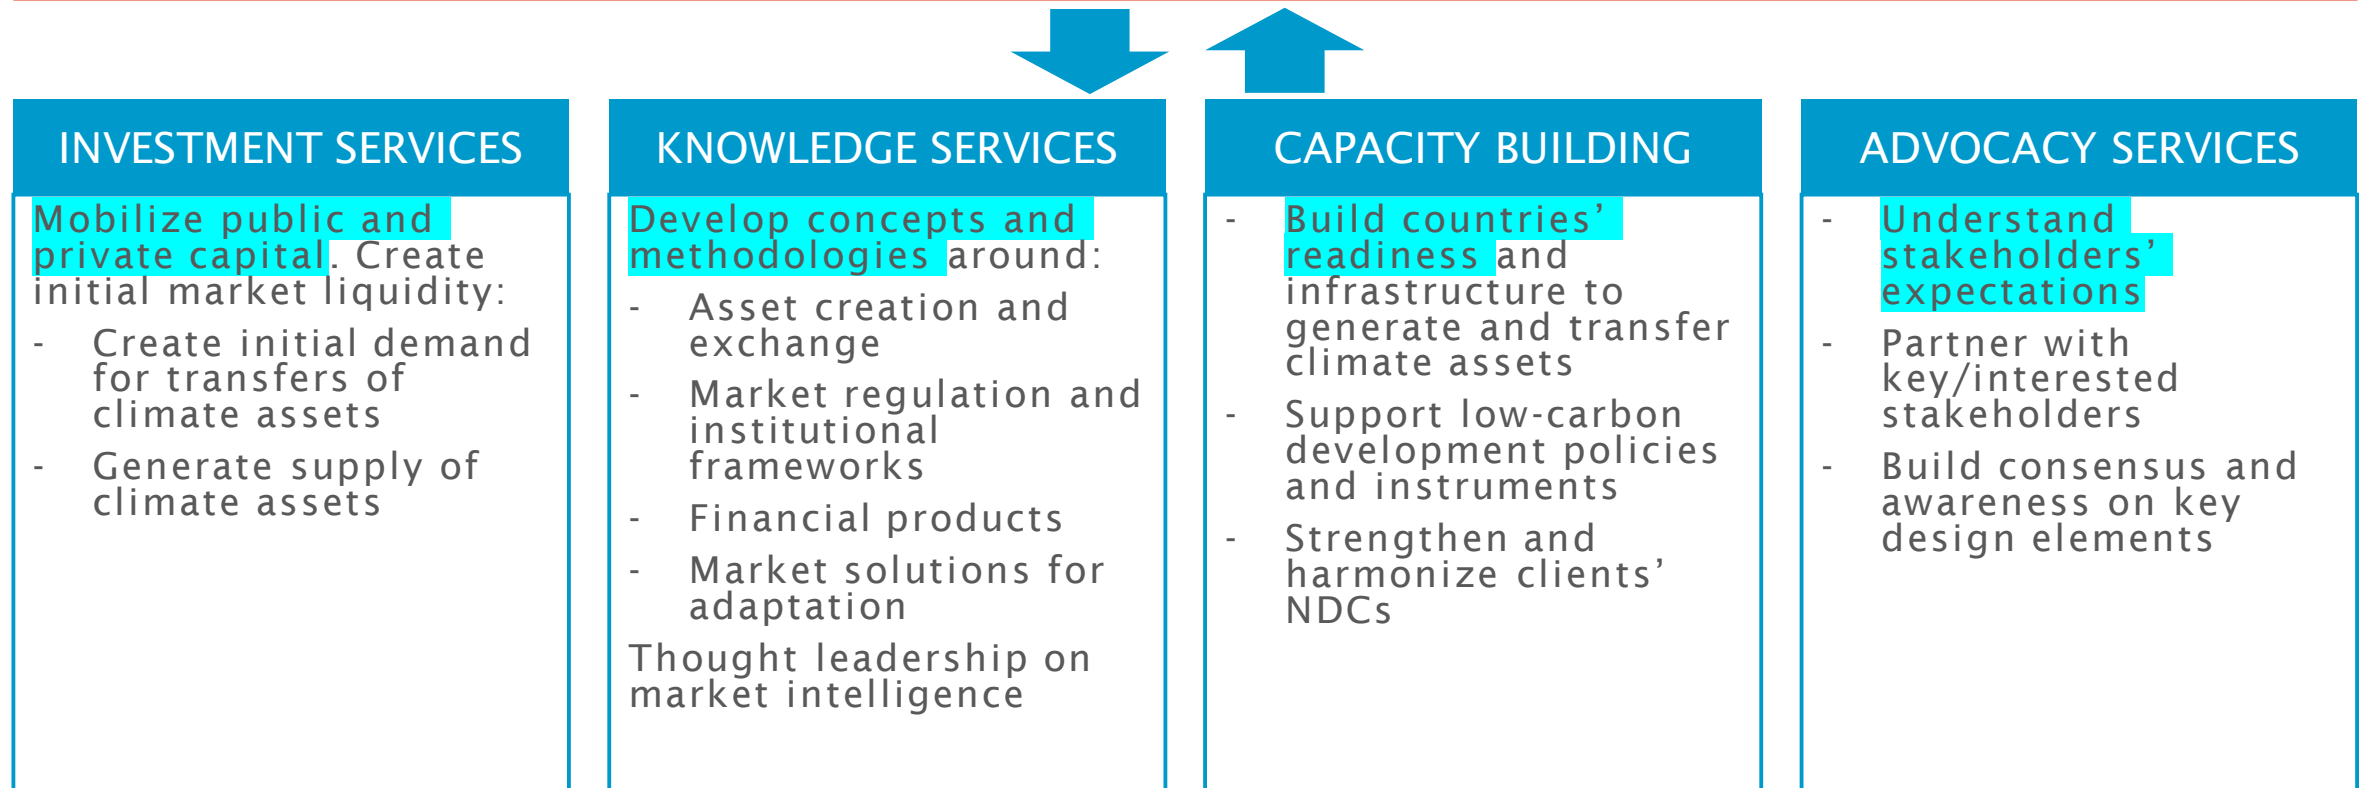 INVESTMENT SERVICES
Mobilize public and
private capital. Create
initial market liquidity:
- Create initial demand
for transfers of
climate assets
- Generate supply of
climate assets
KNOWLEDGE SERVICES
Develop concepts and
methodologies around:
- Asset creation and
exchange
- Market regulation and
institutional
frameworks
- Financial products
- Market solutions for
adaptation
Thought leadership on
market intelligence
CAPACITY BUILDING
- Build countries’
readiness and
infrastructure to
generate and transfer
climate assets
- Support low-carbon
development policies
and instruments
- Strengthen and
harmonize clients’
NDCs
ADVOCACY SERVICES
- Understand
stakeholders’
expectations
- Partner with
key/interested
stakeholders
- Build consensus and
awareness on key
design elements